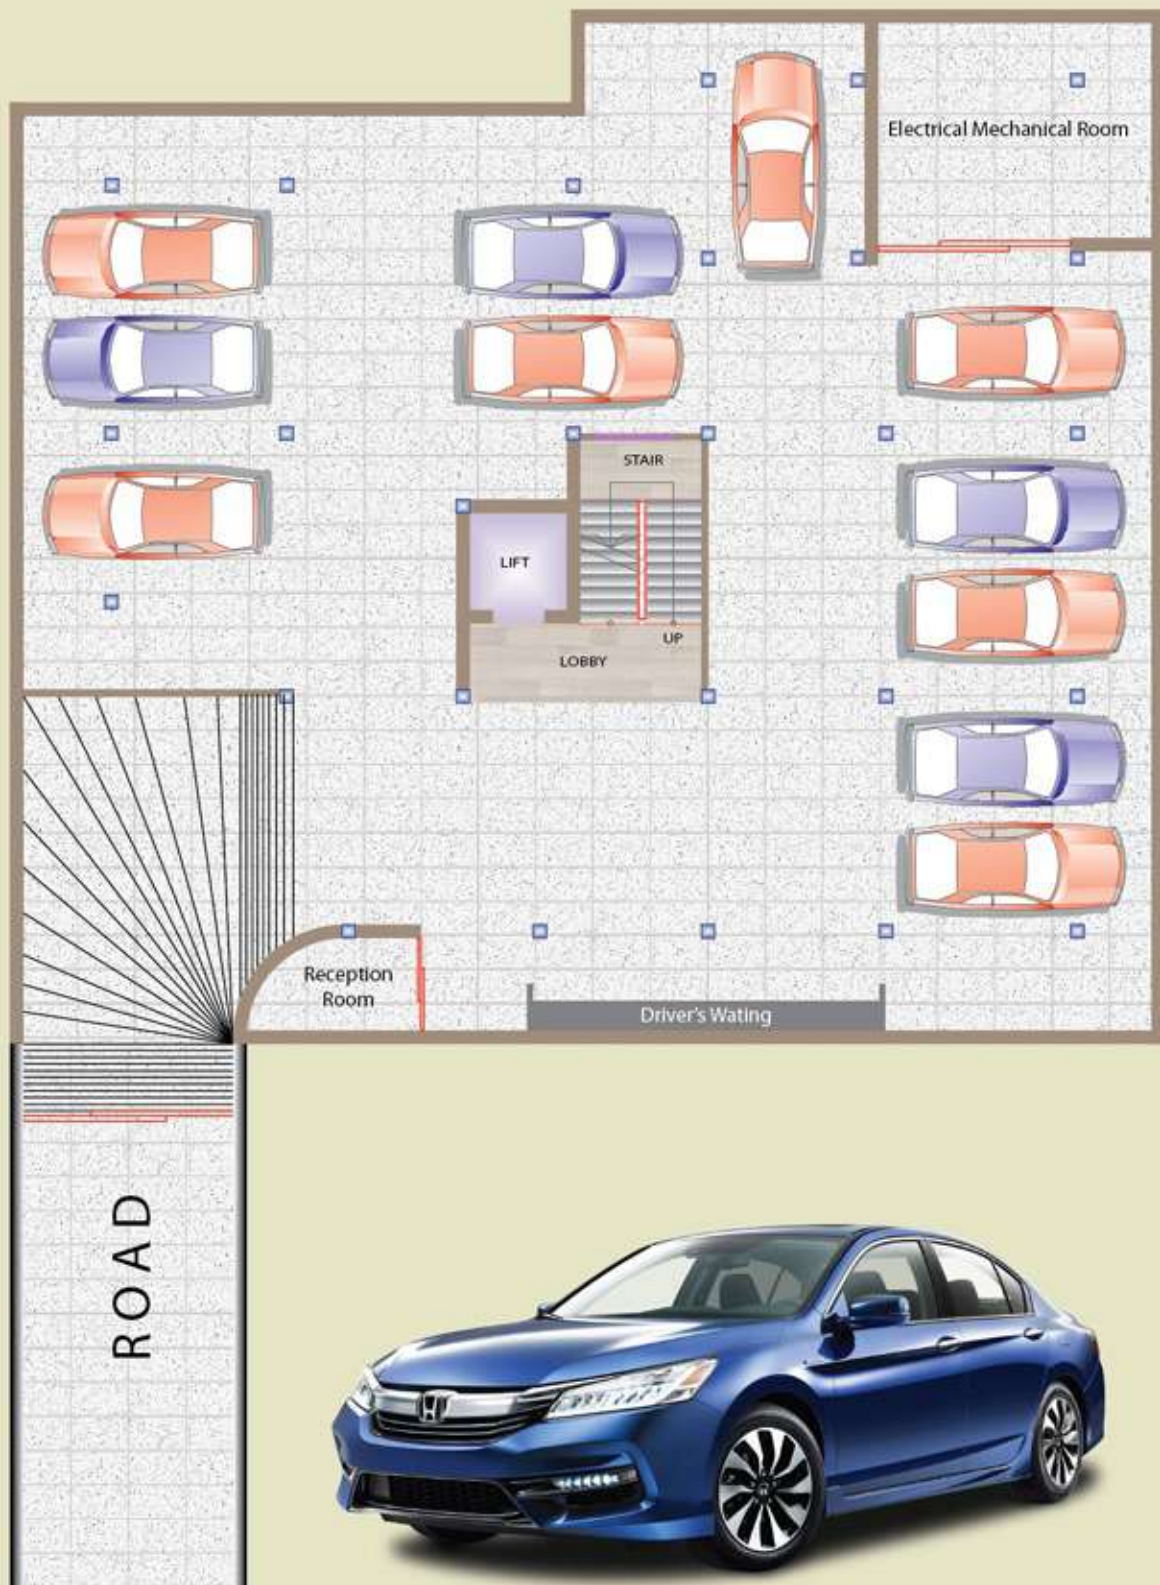 Electrical Mechanical Room
STAIR
LIFT
UP
LOBBY
Reception
Room
Driver's Wating
ROAD